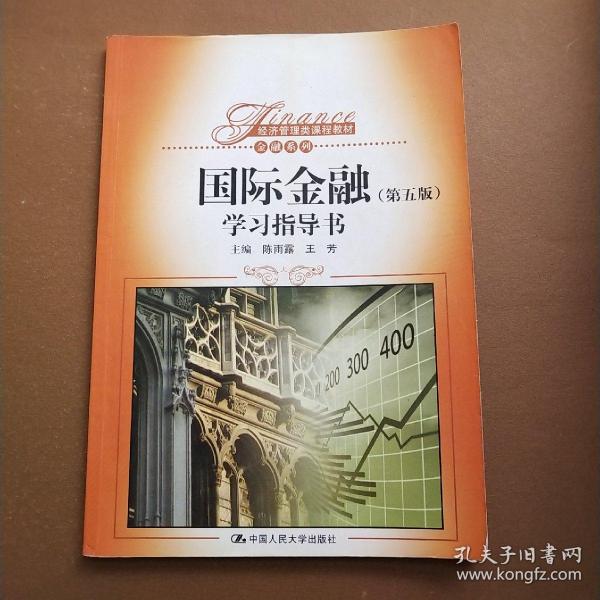 Finance
经济管理类课程教材
金融系列
国际金融(第五版)
学习指导书
主编 陈雨露 王 芳
200 300 400
中国人民大学出版社
孔夫子旧书网
www.kongfz.com